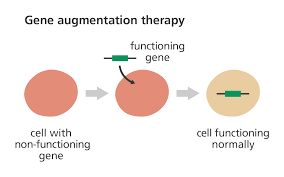 Gene augmentation therapy
functioning
gene
cell with
non-functioning
gene
cell functioning
normally